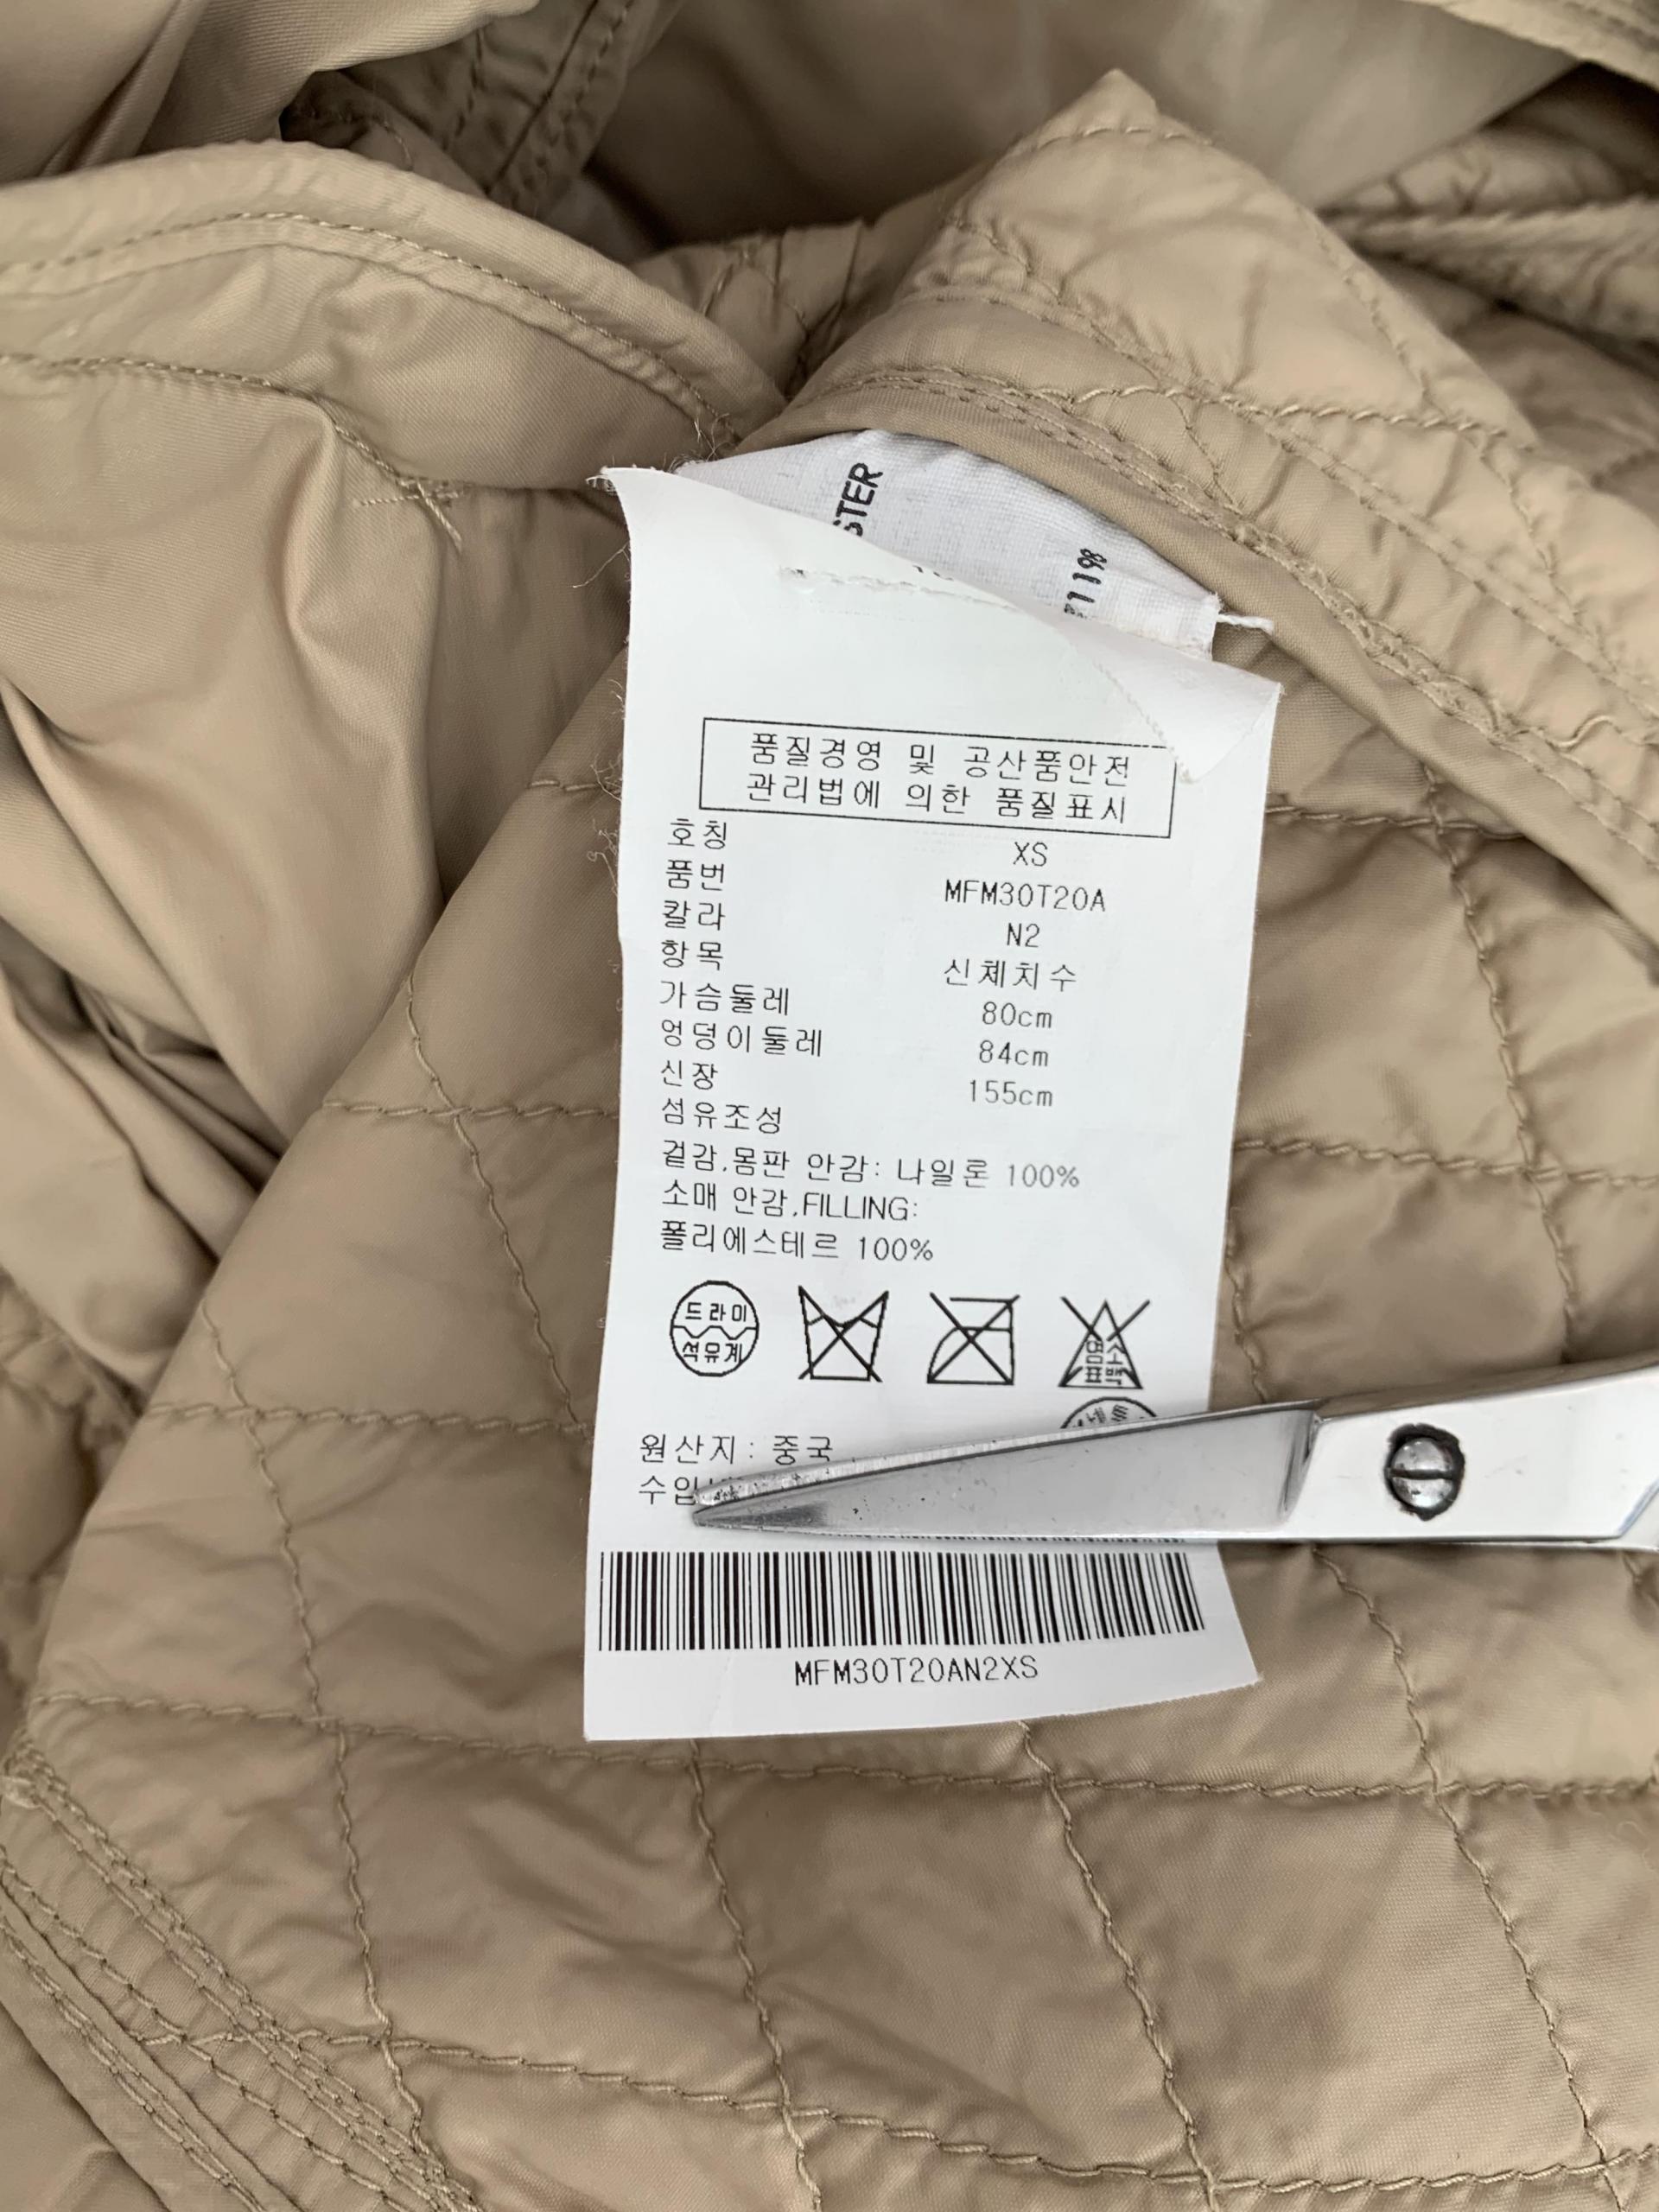 11%
품질경영 및 공산품안전
관리법에 의한 품질표시
호칭 XS
품번 MFM30T20A
칼라 N2
항목 신체치수
가슴둘레 80cm
엉덩이둘레 84cm
신장 155cm
섬유조성
겉감,몸판 안감: 나일론 100%
소매 안감,FILLING:
폴리에스테르 100%
드라이
석유계
염소
표백
원산지: 중국
MFM30T20AN2XS